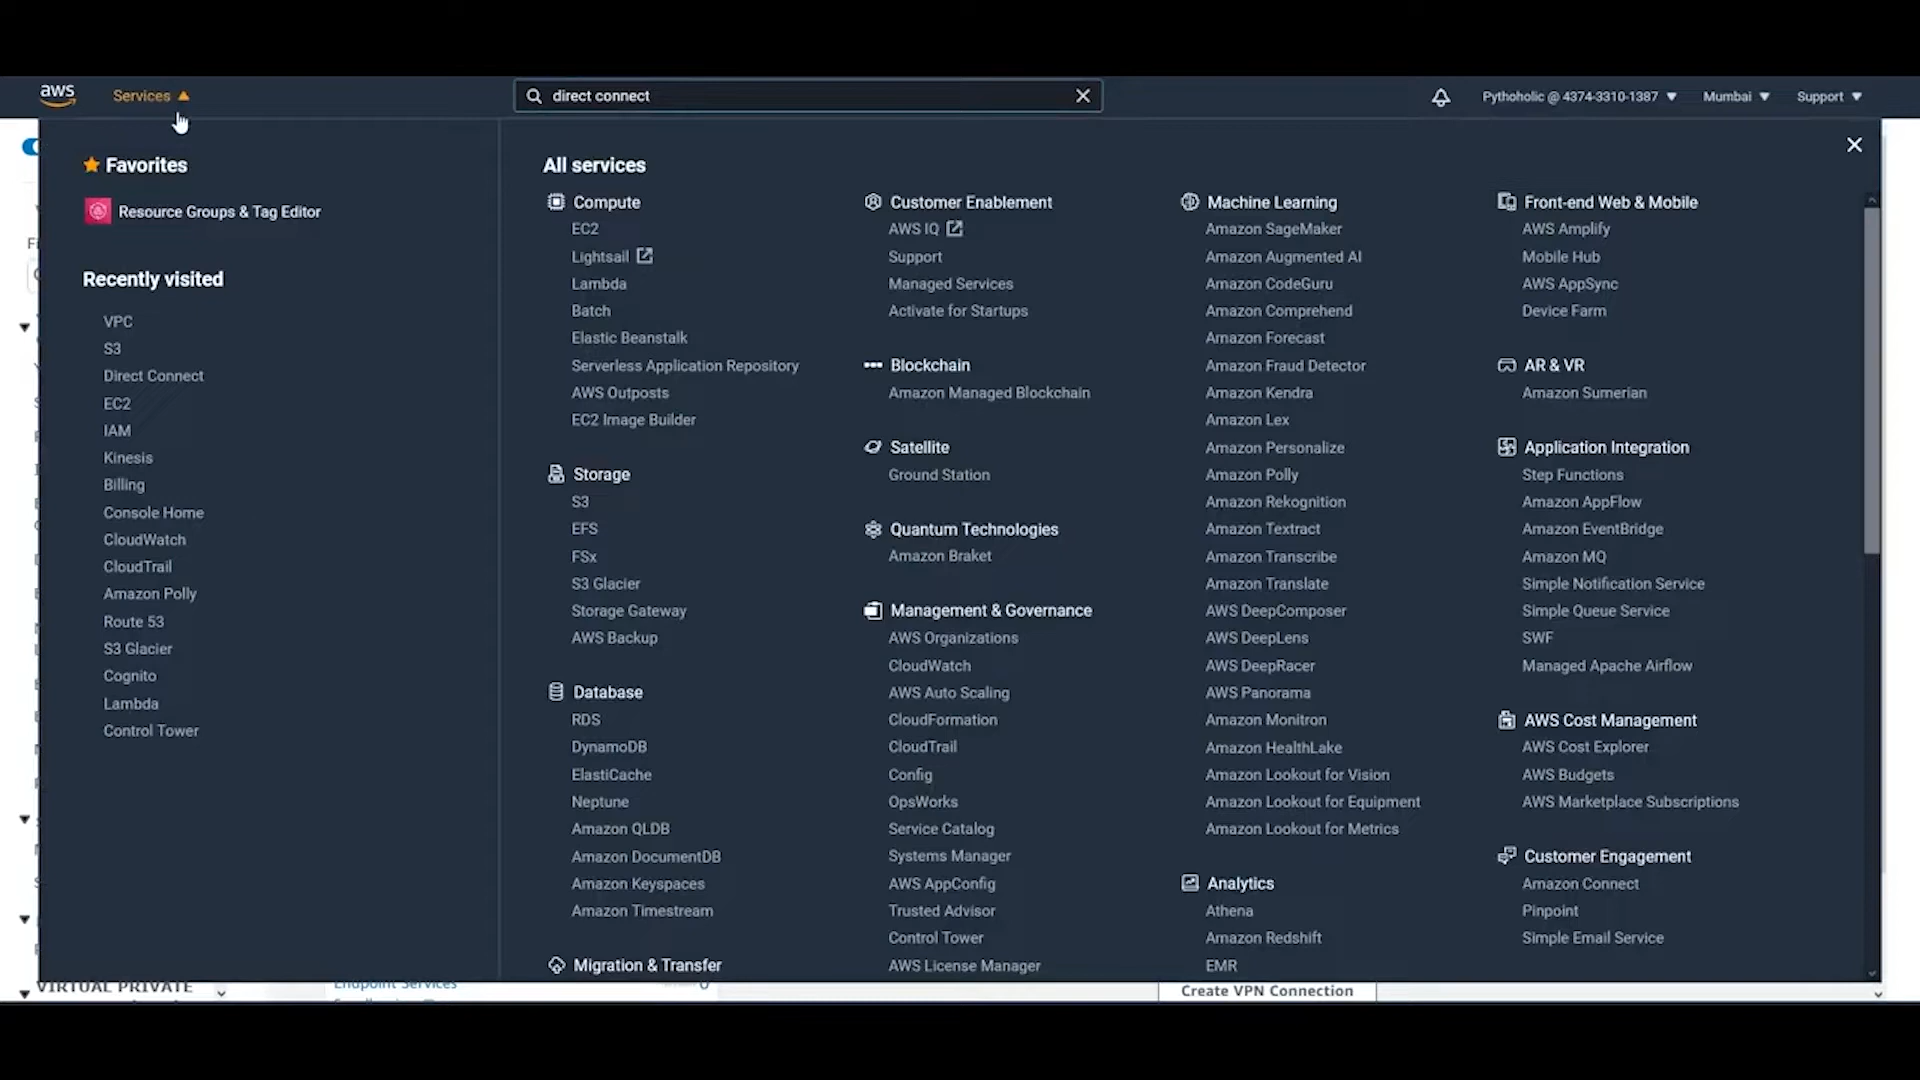 aws
Services
direct connect
Pythoholic @ 4374-3310-1387
Mumbai
Support
Favorites
Resource Groups & Tag Editor
Recently visited
VPC
S3
Direct Connect
EC2
IAM
Kinesis
Billing
Console Home
CloudWatch
CloudTrail
Amazon Polly
Route 53
S3 Glacier
Cognito
Lambda
Control Tower
All services
Compute
EC2
Lightsail
Lambda
Batch
Elastic Beanstalk
Serverless Application Repository
AWS Outposts
EC2 Image Builder
Storage
S3
EFS
FSx
S3 Glacier
Storage Gateway
AWS Backup
Database
RDS
DynamoDB
ElastiCache
Neptune
Amazon QLDB
Amazon DocumentDB
Amazon Keyspaces
Amazon Timestream
Migration & Transfer
Customer Enablement
AWS IQ
Support
Managed Services
Activate for Startups
Blockchain
Amazon Managed Blockchain
Satellite
Ground Station
Quantum Technologies
Amazon Braket
Management & Governance
AWS Organizations
CloudWatch
AWS Auto Scaling
CloudFormation
CloudTrail
Config
OpsWorks
Service Catalog
Systems Manager
AWS AppConfig
Trusted Advisor
Control Tower
AWS License Manager
Machine Learning
Amazon SageMaker
Amazon Augmented AI
Amazon CodeGuru
Amazon Comprehend
Amazon Forecast
Amazon Fraud Detector
Amazon Kendra
Amazon Lex
Amazon Personalize
Amazon Polly
Amazon Rekognition
Amazon Textract
Amazon Transcribe
Amazon Translate
AWS DeepComposer
AWS DeepLens
AWS DeepRacer
AWS Panorama
Amazon Monitron
Amazon HealthLake
Amazon Lookout for Vision
Amazon Lookout for Equipment
Amazon Lookout for Metrics
Analytics
Athena
Amazon Redshift
EMR
Front-end Web & Mobile
AWS Amplify
Mobile Hub
AWS AppSync
Device Farm
AR & VR
Amazon Sumerian
Application Integration
Step Functions
Amazon AppFlow
Amazon EventBridge
Amazon MQ
Simple Notification Service
Simple Queue Service
SWF
Managed Apache Airflow
AWS Cost Management
AWS Cost Explorer
AWS Budgets
AWS Marketplace Subscriptions
Customer Engagement
Amazon Connect
Pinpoint
Simple Email Service
VIRTUAL PRIVATE
Endpoint Services
Create VPN Connection